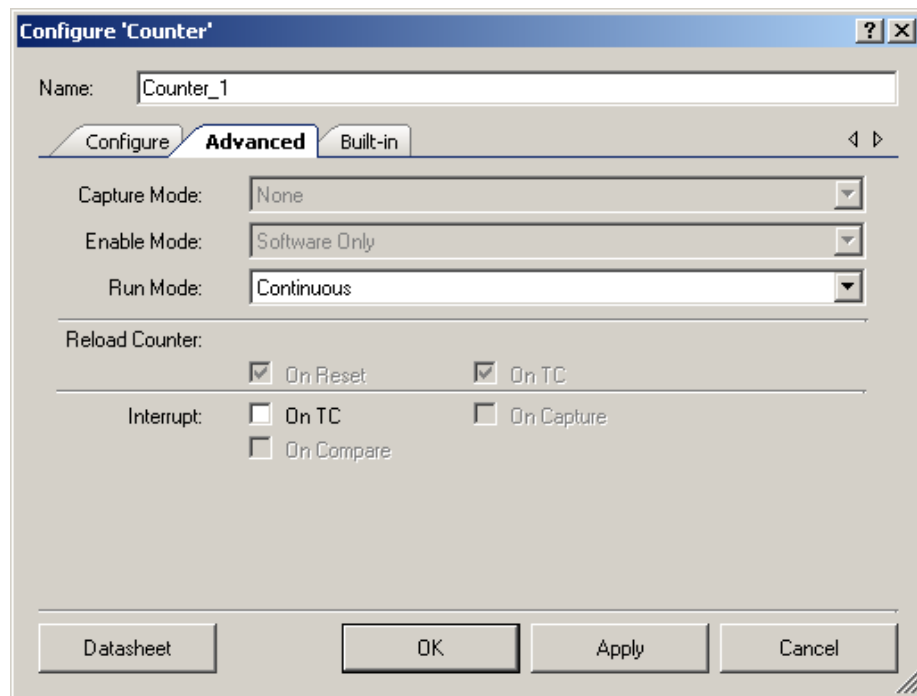 Configure 'Counter'
Name: Counter_1
Configure Advanced Built-in
Capture Mode: None
Enable Mode: Software Only
Run Mode: Continuous
Reload Counter:
On Reset On TC
Interrupt: On TC On Capture
On Compare
Datasheet OK Apply Cancel